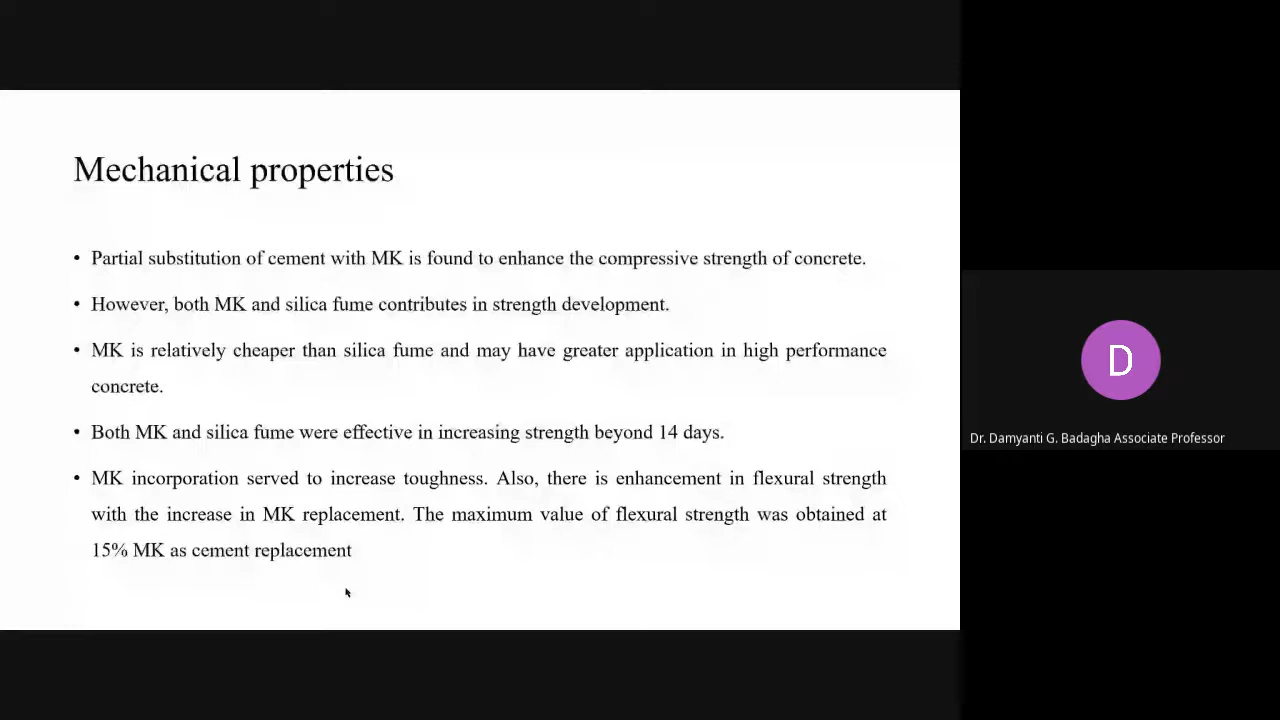 Mechanical properties
• Partial substitution of cement with MK is found to enhance the compressive strength of concrete.
• However, both MK and silica fume contributes in strength development.
• MK is relatively cheaper than silica fume and may have greater application in high performance
concrete.
• Both MK and silica fume were effective in increasing strength beyond 14 days.
• MK incorporation served to increase toughness. Also, there is enhancement in flexural strength
with the increase in MK replacement. The maximum value of flexural strength was obtained at
15% MK as cement replacement
D
Dr. Damyanti G. Badagha Associate Professor